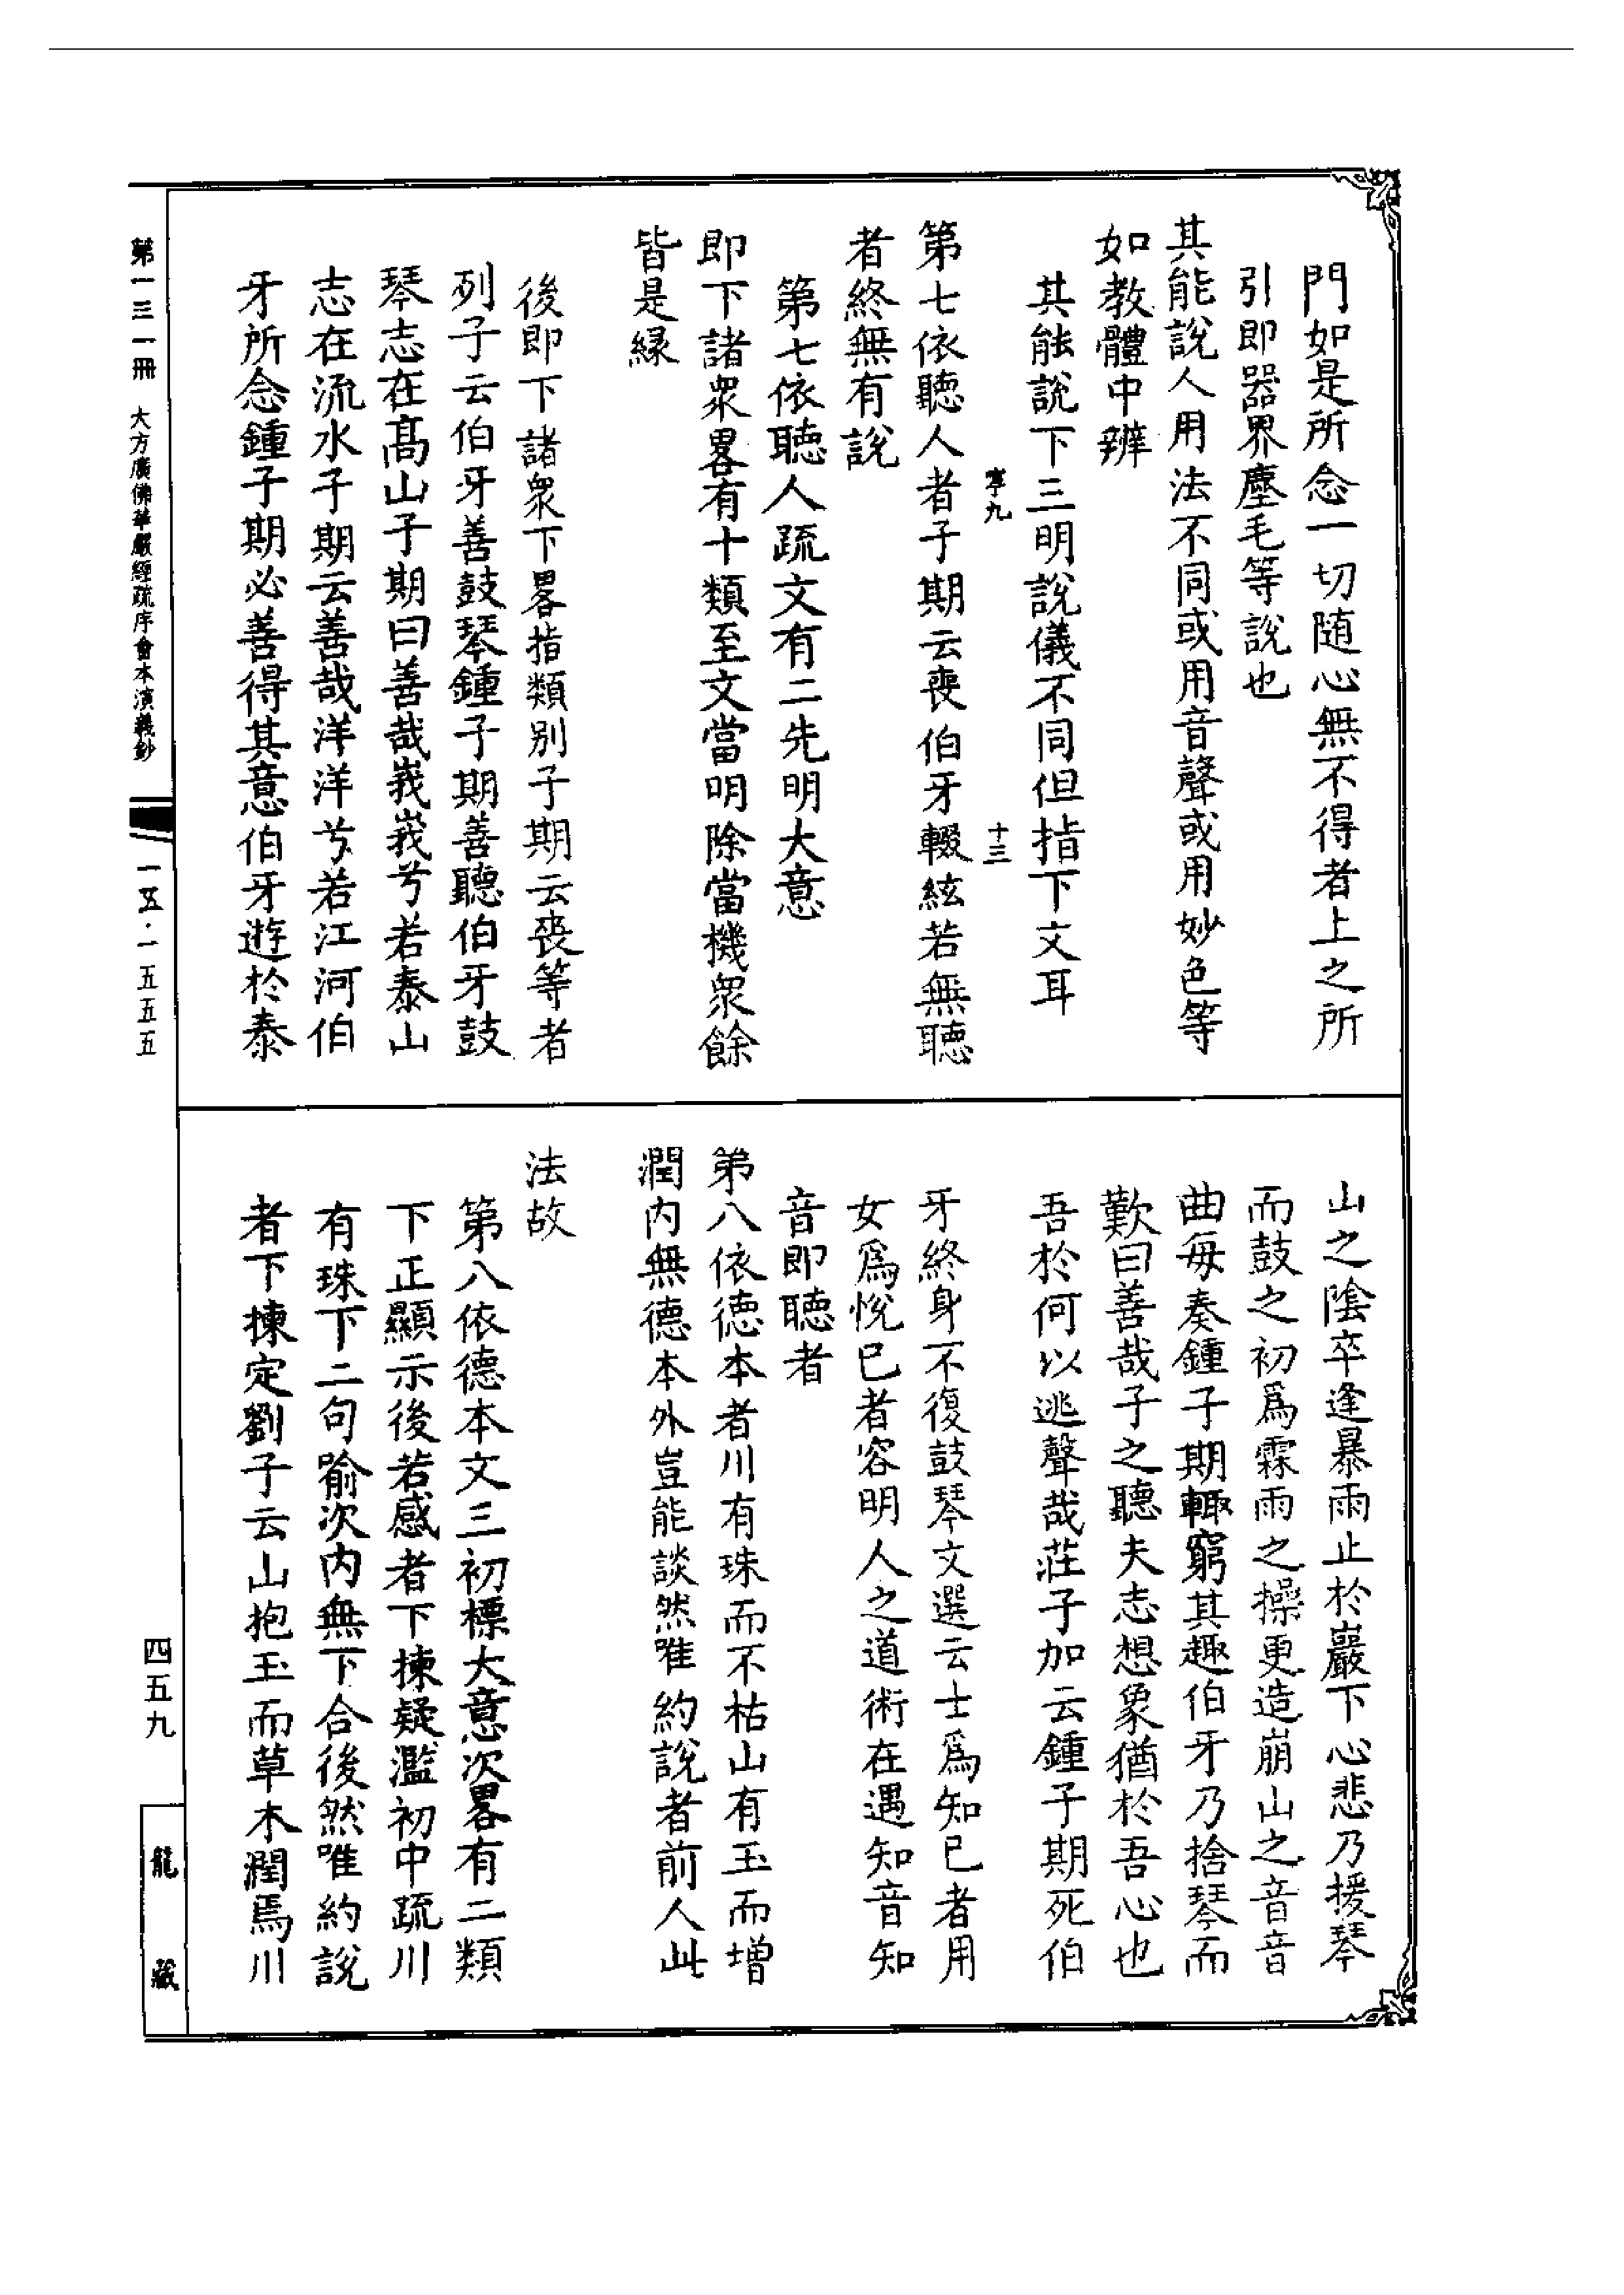 門如是所念一切随心無不得者上之所
引即器界塵毛等說也
其能說人用法不同或用音聲或用妙色等
如教體中辨
其能說下三明說儀不同但指下文耳
寧九　十三
第七依聽人者子期云喪伯牙輟絃若無聽
者終無有說
第七依聽人疏文有二先明大意
即下諸衆畧有十類至文當明除當機衆餘
皆是緣
後即下諸衆下畧指類別子期云喪等者
列子云伯牙善鼓琴鍾子期善聽伯牙鼓
琴志在髙山子期曰善哉峩峩兮若泰山
志在流水子期云善哉洋洋兮若江河伯
牙所念鍾子期必善得其意伯牙遊於泰
山之隂卒逢暴雨止於巖下心悲乃援琴
而鼓之初爲霖雨之操更造崩山之音音
曲每奏鍾子期輙窮其趣伯牙乃捨琴而
歎曰善哉子之聽夫志想象猶於吾心也
吾於何以逃聲哉莊子加云鍾子期死伯
牙終身不復鼓琴文選云士爲知已者用
女爲悅已者容明人之道術在遇知音知
音即聽者
第八依德本者川有珠而不枯山有玉而增
潤内無德本外豈能談然唯約說者前人此
法故
第八依德本文三初標大意次畧有二類
下正顯示後若感者下揀疑濫初中疏川
有珠下二句喻次内無下合後然唯約說
者下揀定劉子云山抱玉而草木潤焉川
第一三一冊　大方廣佛華嚴經疏序會本演義鈔
一五·一五五五
四五九
龍藏